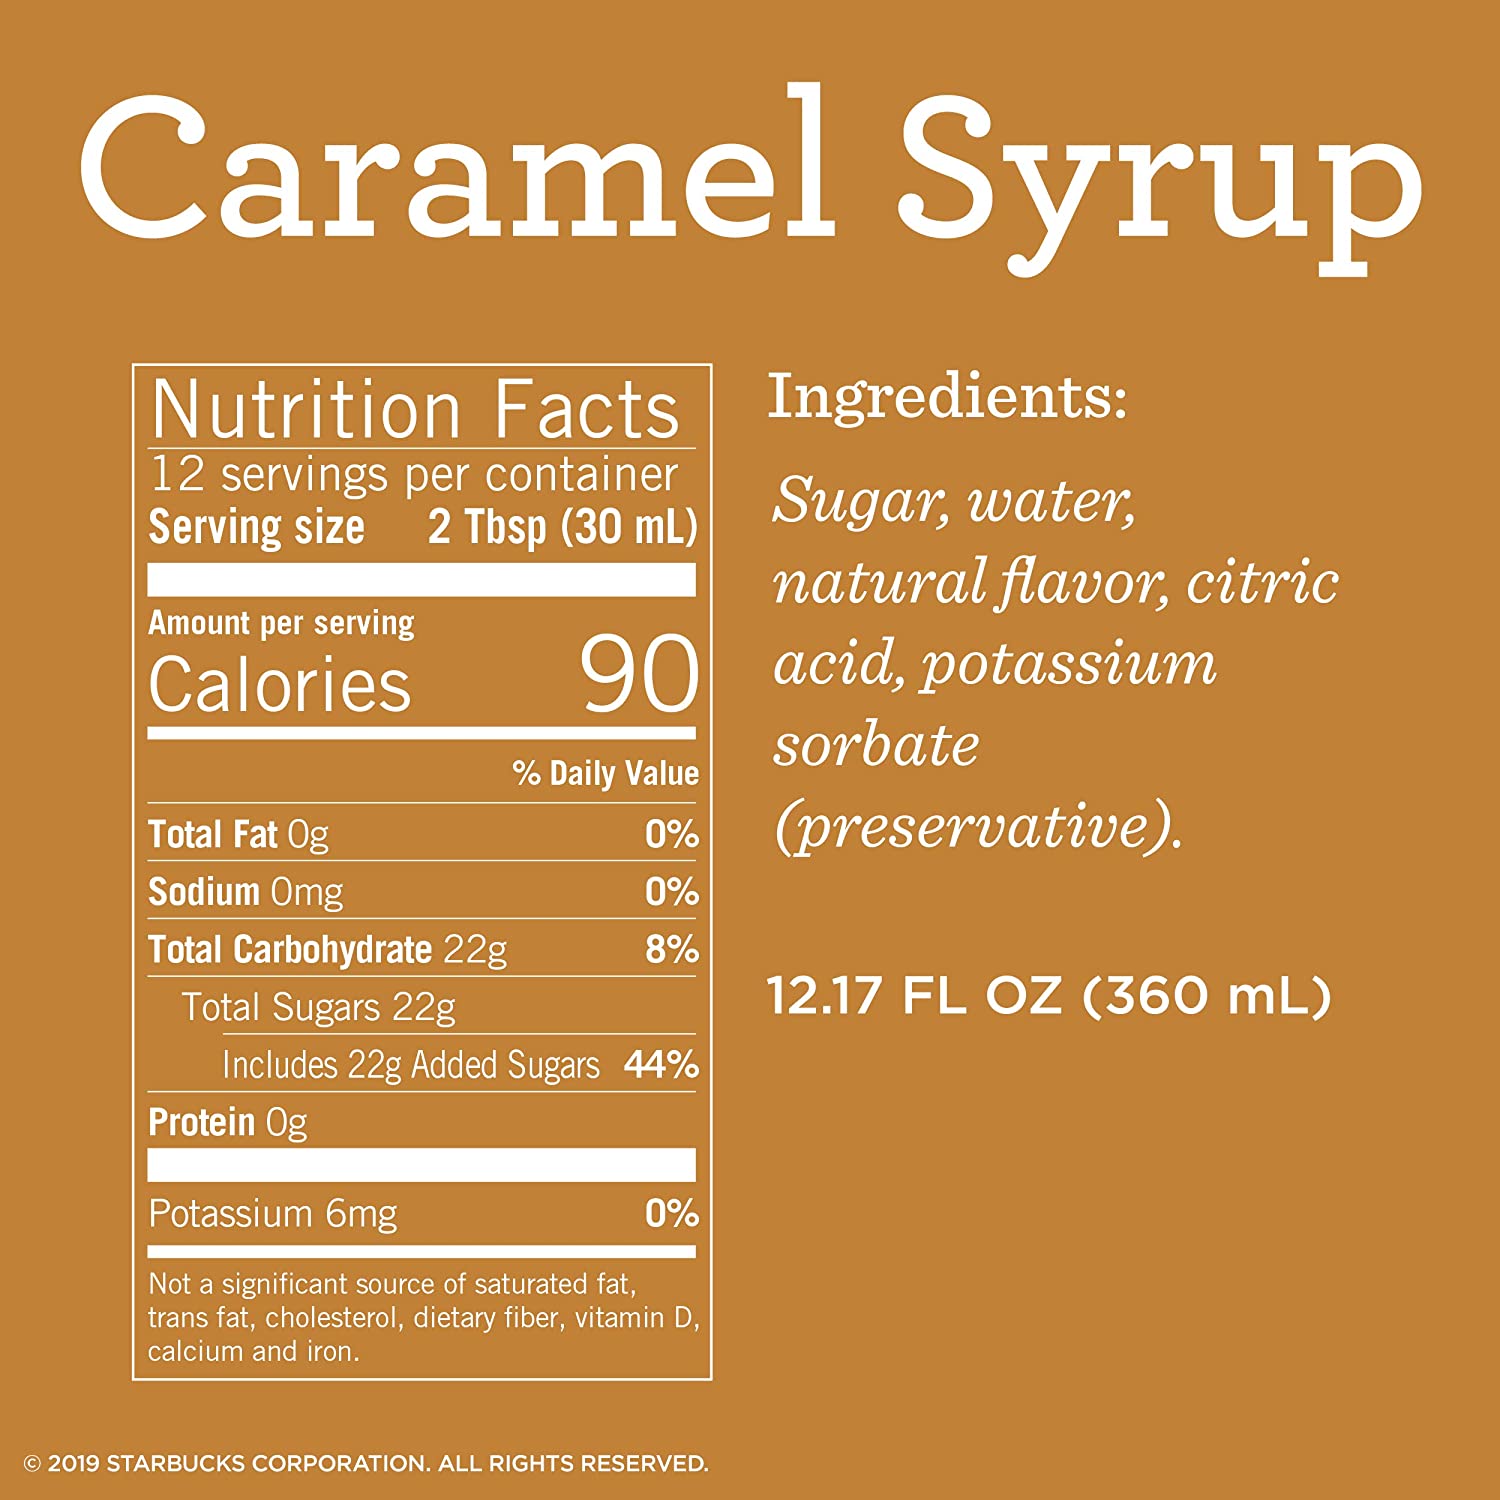 Caramel Syrup
Nutrition Facts
12 servings per container
Serving size 2 Tbsp (30 mL)
Amount per serving
Calories 90
% Daily Value
Total Fat 0g 0%
Sodium 0mg 0%
Total Carbohydrate 22g 8%
Total Sugars 22g
Includes 22g Added Sugars 44%
Protein 0g
Potassium 6mg 0%
Not a significant source of saturated fat,
trans fat, cholesterol, dietary fiber, vitamin D,
calcium and iron.
Ingredients:
Sugar, water,
natural flavor, citric
acid, potassium
sorbate
(preservative).
12.17 FL OZ (360 mL)
© 2019 STARBUCKS CORPORATION. ALL RIGHTS RESERVED.